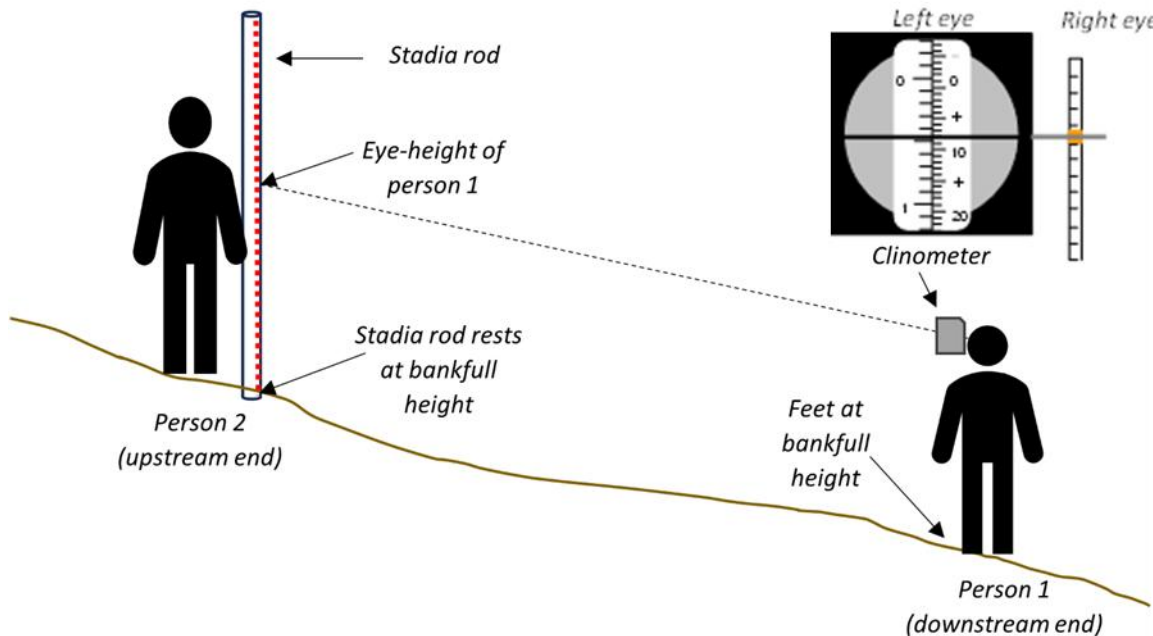 Left eye
Right eye
Stadia rod
Eye-height of
person 1
0
0
+
10
+
1
20
Clinometer
Stadia rod rests
at bankfull
height
Feet at
bankfull
height
Person 2
(upstream end)
Person 1
(downstream end)